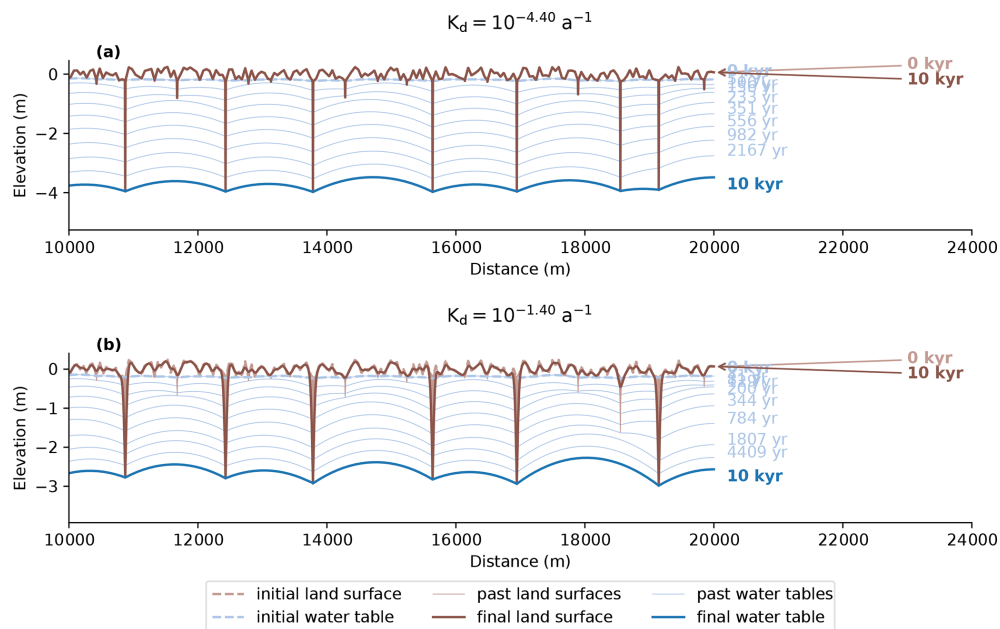 K_d = 10^−4.40 a^−1
(a)
0 kyr
10 kyr
0
−2
−4
Elevation (m)
233 yr
351 yr
556 yr
982 yr
2167 yr
10 kyr
10000 12000 14000 16000 18000 20000 22000 24000
Distance (m)
K_d = 10^−1.40 a^−1
(b)
0 kyr
10 kyr
0
−1
−2
−3
Elevation (m)
344 yr
784 yr
1807 yr
4409 yr
10 kyr
10000 12000 14000 16000 18000 20000 22000 24000
Distance (m)
initial land surface past land surfaces past water tables
initial water table final land surface final water table